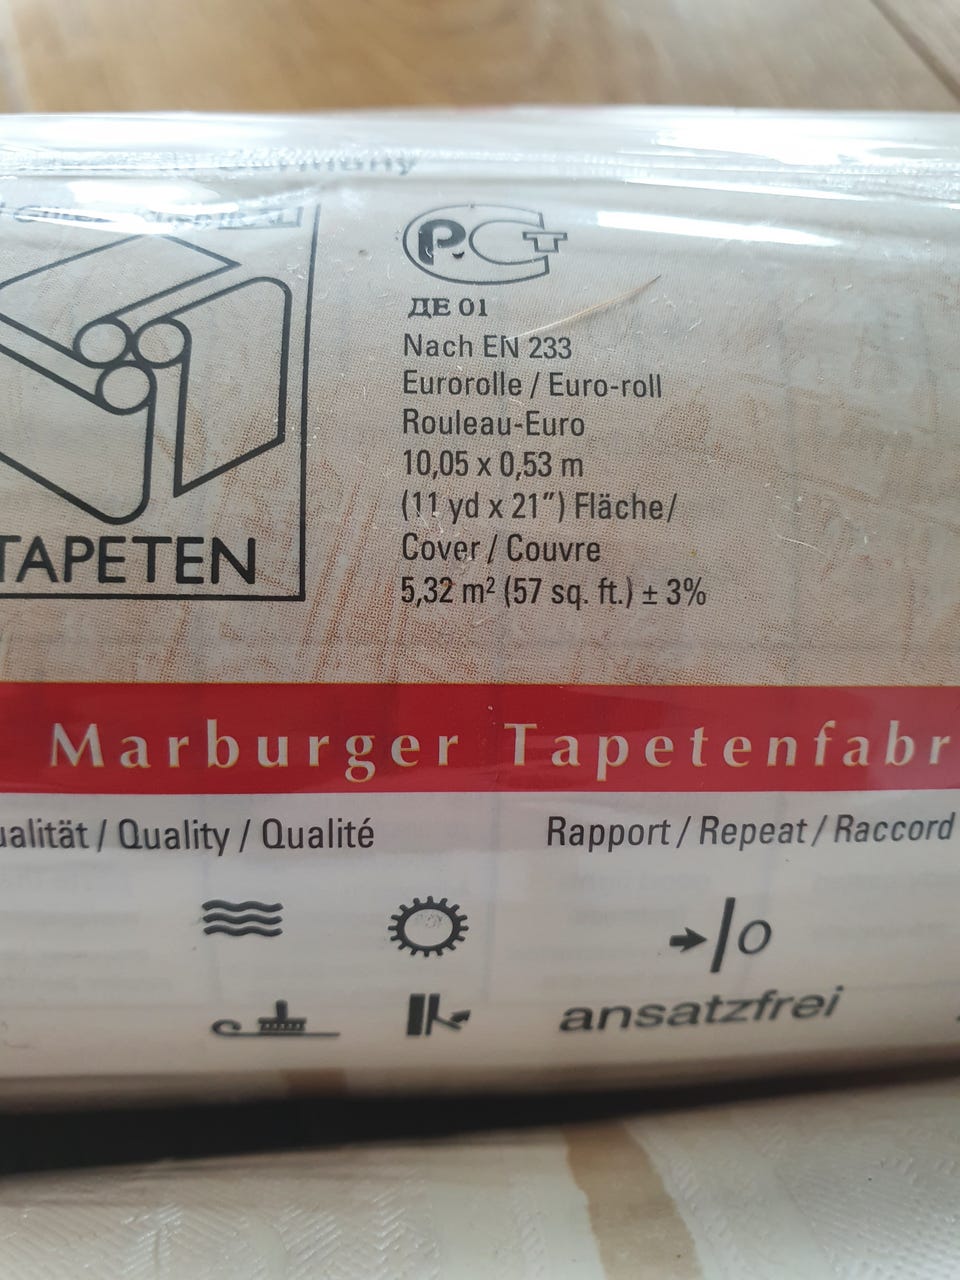 TAPETEN
ДЕ 01
Nach EN 233
Eurorolle / Euro-roll
Rouleau-Euro
10,05 x 0,53 m
(11 yd x 21″) Fläche/
Cover / Couvre
5,32 m² (57 sq. ft.) ± 3%
Marburger Tapetenfabr
ualität / Quality / Qualité
Rapport / Repeat / Raccord
0
ansatzfrei